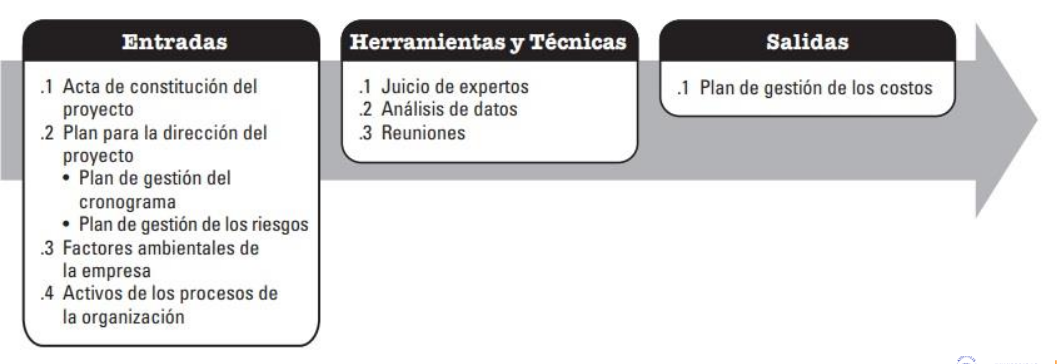 Entradas
.1 Acta de constitución del
proyecto
.2 Plan para la dirección del
proyecto
• Plan de gestión del
cronograma
• Plan de gestión de los riesgos
.3 Factores ambientales de
la empresa
.4 Activos de los procesos de
la organización
Herramientas y Técnicas
.1 Juicio de expertos
.2 Análisis de datos
.3 Reuniones
Salidas
.1 Plan de gestión de los costos